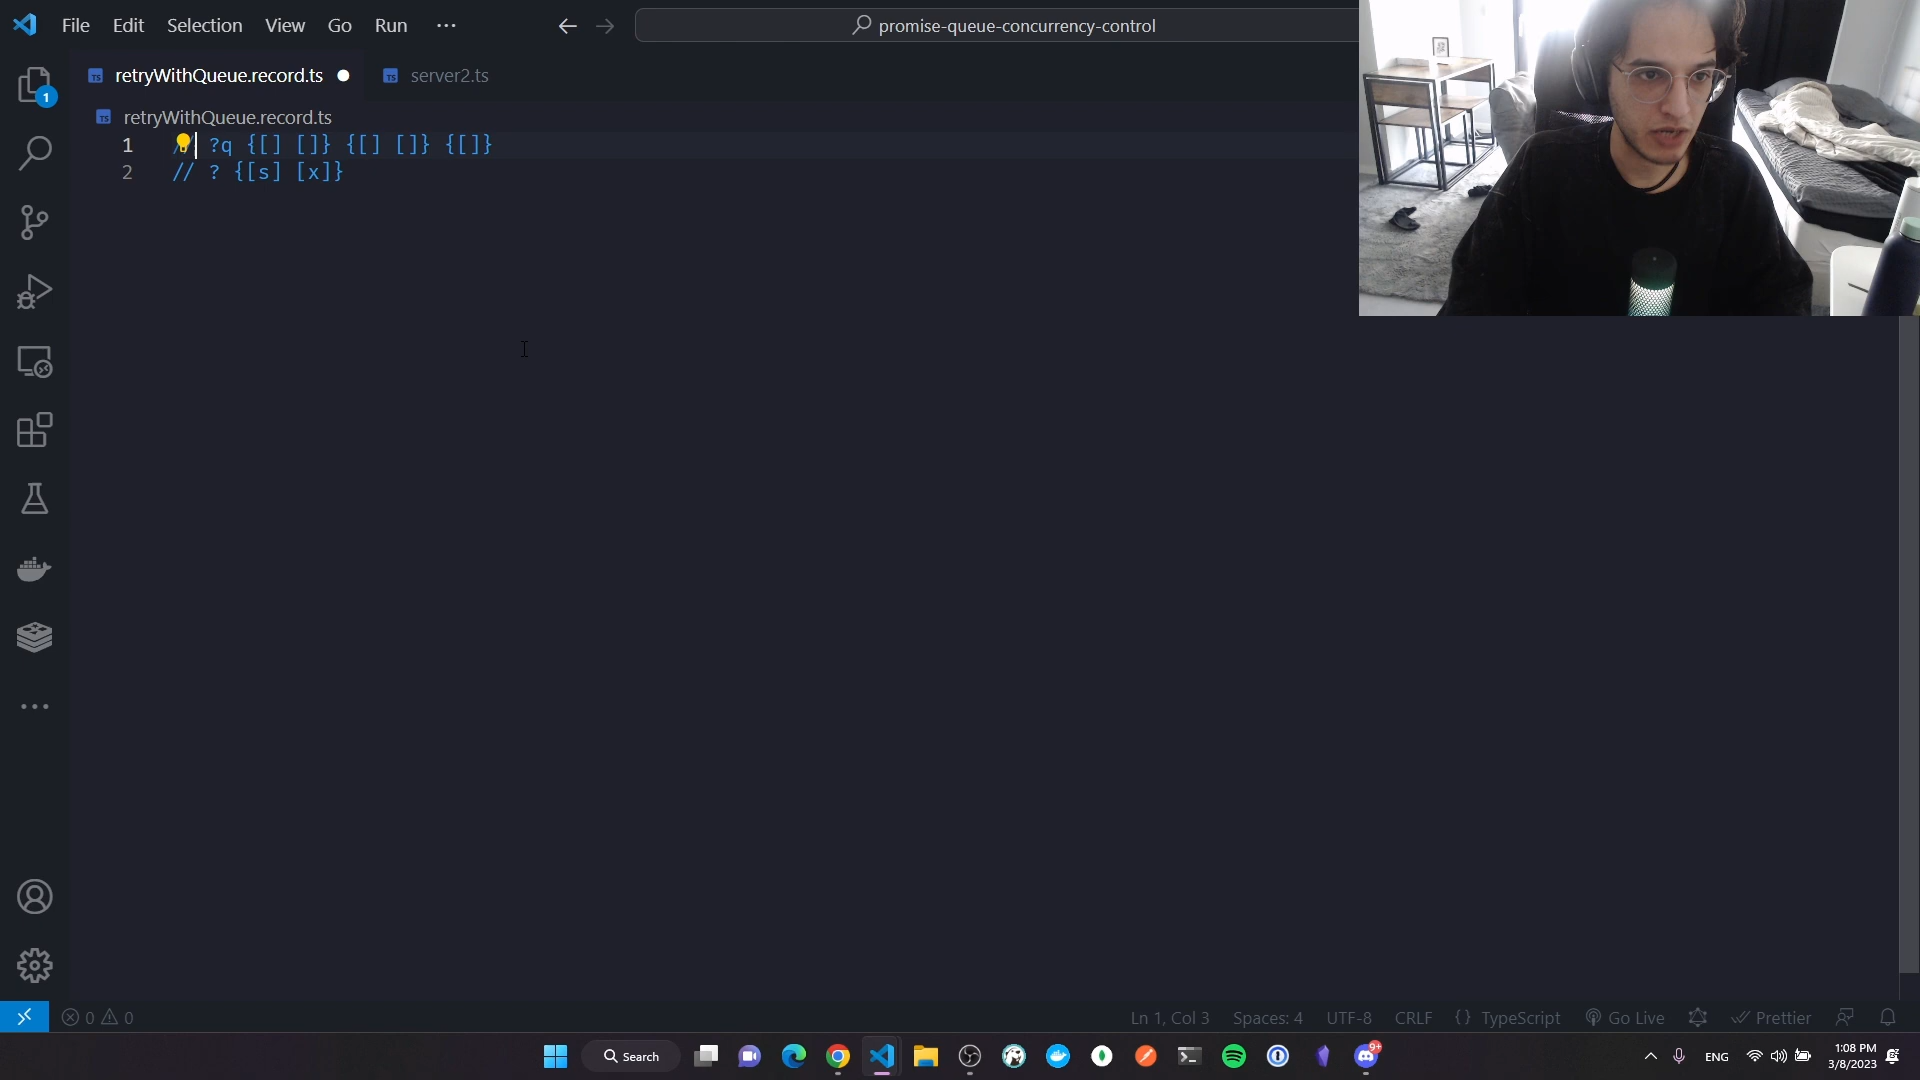 File Edit Selection View Go Run ···
promise-queue-concurrency-control
retryWithQueue.record.ts
server2.ts
retryWithQueue.record.ts
1 // ?q {[] []} {[] []} {[]}
2 // ? {[s] [x]}
1
0 0
Ln 1, Col 3 Spaces: 4 UTF-8 CRLF {} TypeScript Go Live Prettier
Search
9+
ENG
1:08 PM
3/8/2023